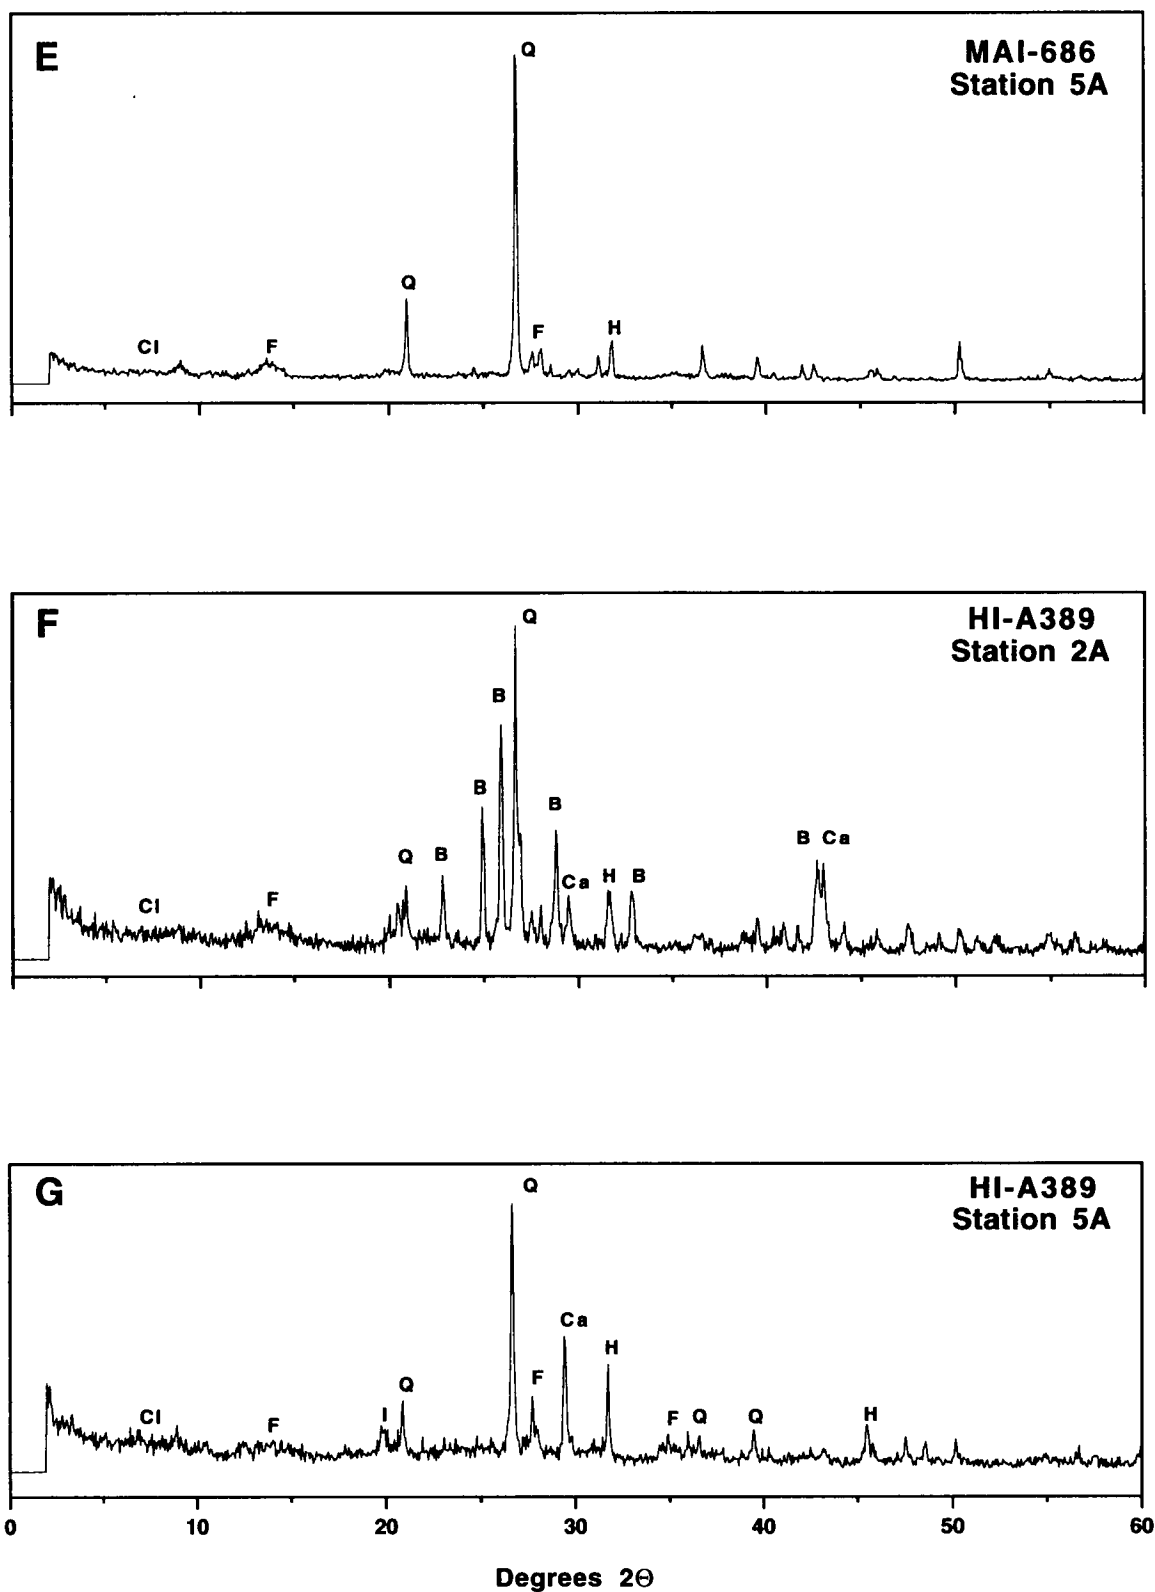 E
MAI-686
Station 5A
Q
Q
Cl
F
F
H
F
HI-A389
Station 2A
Q
B
B
B
Q
B
Cl
F
Ca
H
B
B
Ca
G
HI-A389
Station 5A
Q
Ca
H
F
Q
I
Cl
F
F
Q
Q
H
0
10
20
30
40
50
60
Degrees 2Θ